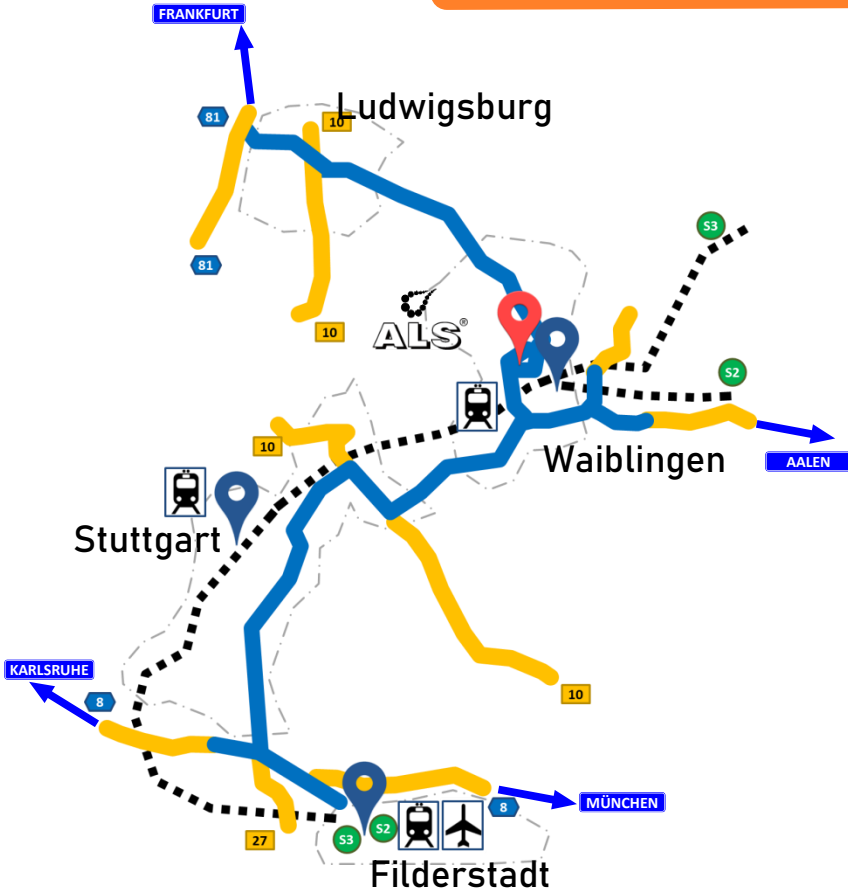 FRANKFURT
Ludwigsburg
81
10
S3
81
ALS®
10
S2
10
Waiblingen
AALEN
Stuttgart
KARLSRUHE
8
10
MÜNCHEN
8
27
S3
S2
Filderstadt